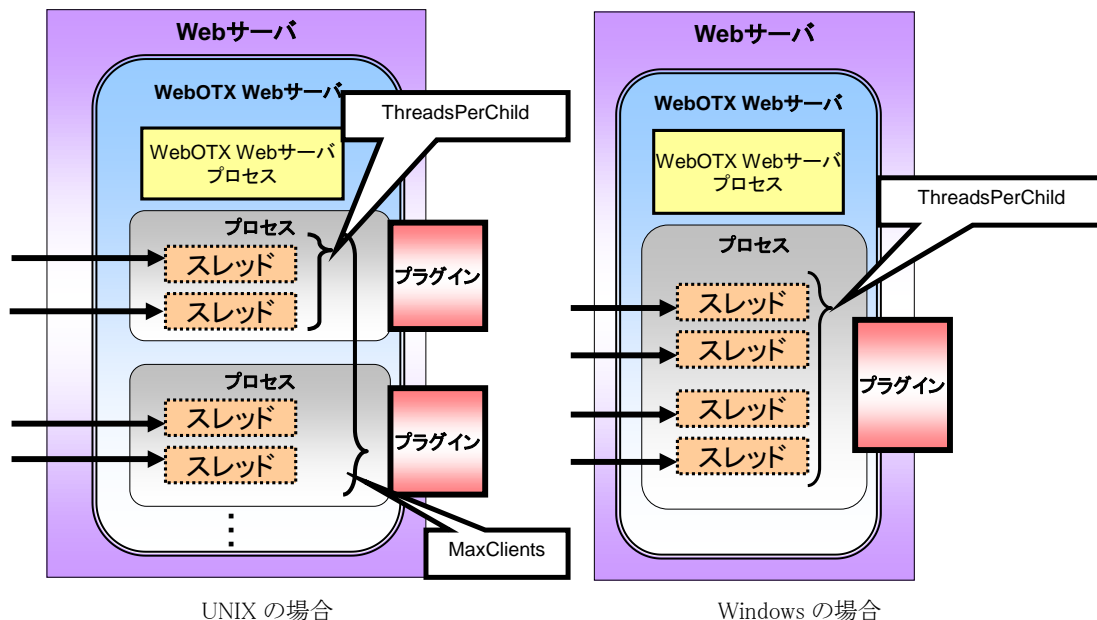 Webサーバ
WebOTX Webサーバ
ThreadsPerChild
WebOTX Webサーバ
プロセス
プロセス
スレッド
スレッド
プラグイン
プロセス
スレッド
スレッド
プラグイン
⋮
MaxClients
UNIX の場合
Webサーバ
WebOTX Webサーバ
WebOTX Webサーバ
プロセス
ThreadsPerChild
プロセス
スレッド
スレッド
スレッド
スレッド
プラグイン
Windows の場合